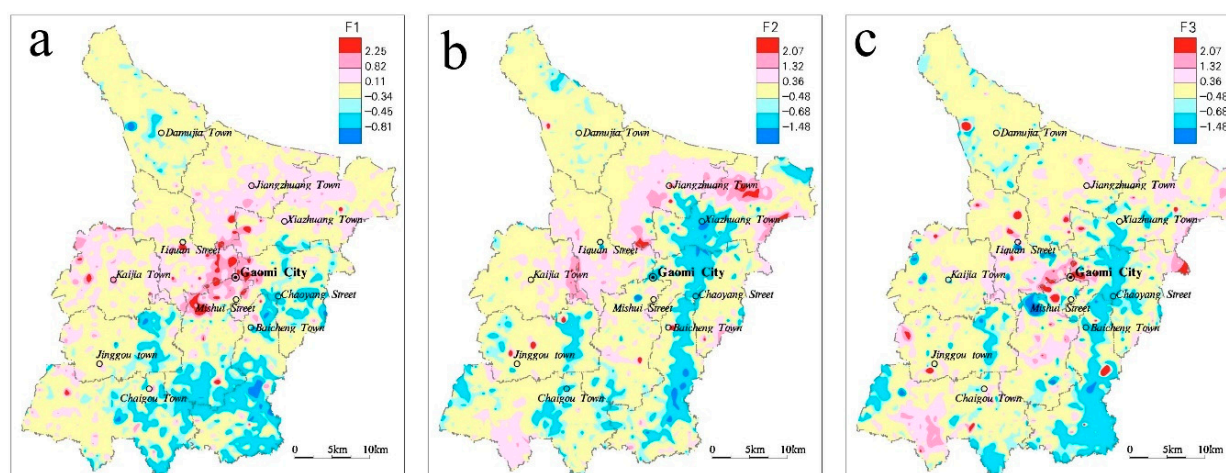 a
F1
2.25
0.82
0.11
−0.34
−0.45
−0.81
Damujia Town
Jiangzhuang Town
Xiazhuang Town
Liquan Street
Kaijia Town
Gaomi City
Chaoyang Street
Mishui Street
Baicheng Town
Jinggou town
Chaigou Town
0 5km 10km
b
F2
2.07
1.32
0.36
−0.48
−0.68
−1.48
Damujia Town
Jiangzhuang Town
Xiazhuang Town
Liquan Street
Kaijia Town
Gaomi City
Chaoyang Street
Mishui Street
Baicheng Town
Jinggou town
Chaigou Town
0 5km 10km
c
F3
2.07
1.32
0.36
−0.48
−0.68
−1.48
Damujia Town
Jiangzhuang Town
Xiazhuang Town
Liquan Street
Kaijia Town
Gaomi City
Chaoyang Street
Mishui Street
Baicheng Town
Jinggou town
Chaigou Town
0 5km 10km